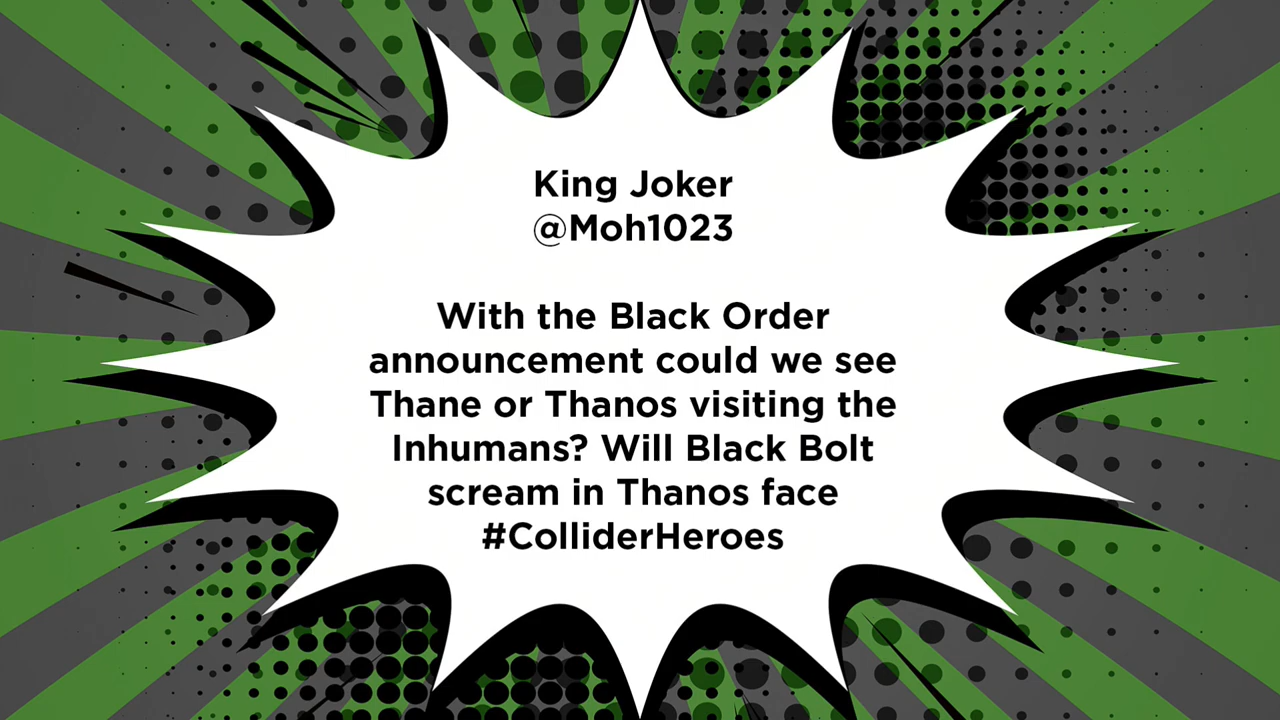 King Joker
@Moh1023
With the Black Order
announcement could we see
Thane or Thanos visiting the
Inhumans? Will Black Bolt
scream in Thanos face
#ColliderHeroes